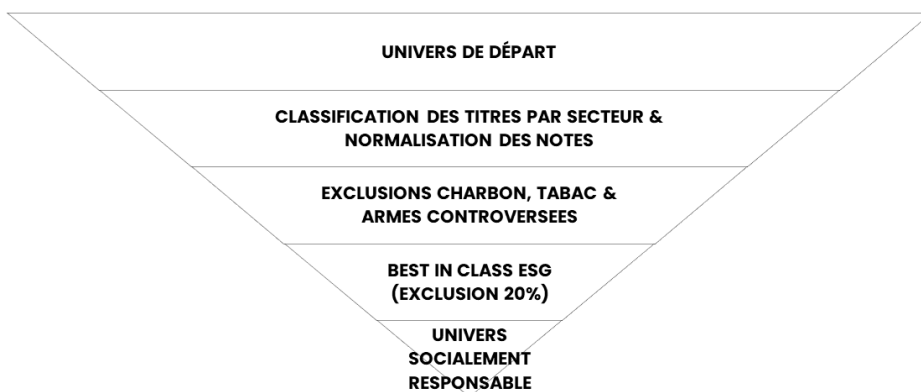 UNIVERS DE DÉPART
CLASSIFICATION DES TITRES PAR SECTEUR &
NORMALISATION DES NOTES
EXCLUSIONS CHARBON, TABAC &
ARMES CONTROVERSEES
BEST IN CLASS ESG
(EXCLUSION 20%)
UNIVERS
SOCIALEMENT
RESPONSABLE